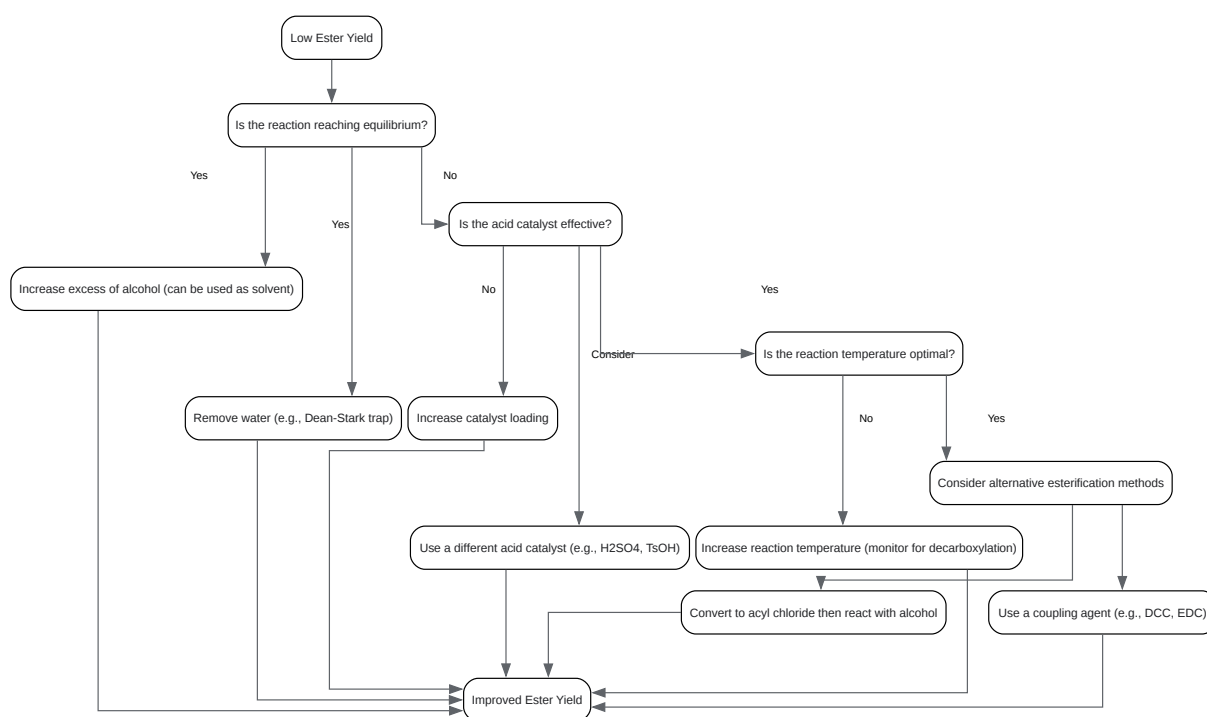 Low Ester Yield
Is the reaction reaching equilibrium?
Yes
No
Yes
Is the acid catalyst effective?
Increase excess of alcohol (can be used as solvent)
No
Yes
Consider
Is the reaction temperature optimal?
Remove water (e.g., Dean-Stark trap)
Increase catalyst loading
No
Yes
Consider alternative esterification methods
Use a different acid catalyst (e.g., H2SO4, TsOH)
Increase reaction temperature (monitor for decarboxylation)
Convert to acyl chloride then react with alcohol
Use a coupling agent (e.g., DCC, EDC)
Improved Ester Yield